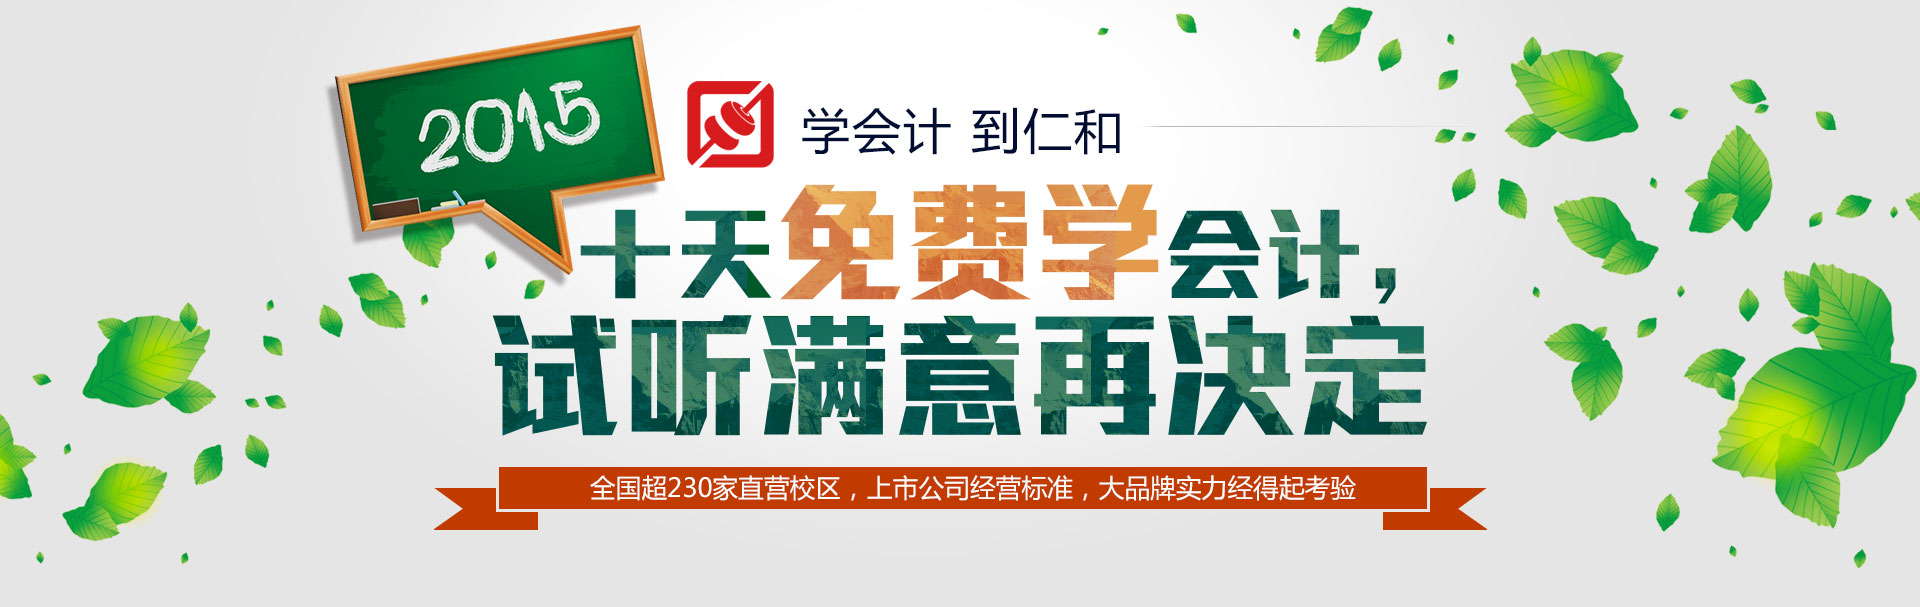 2015
学会计 到仁和
十天免费学会计,
试听满意再决定
全国超230家直营校区，上市公司经营标准，大品牌实力经得起考验